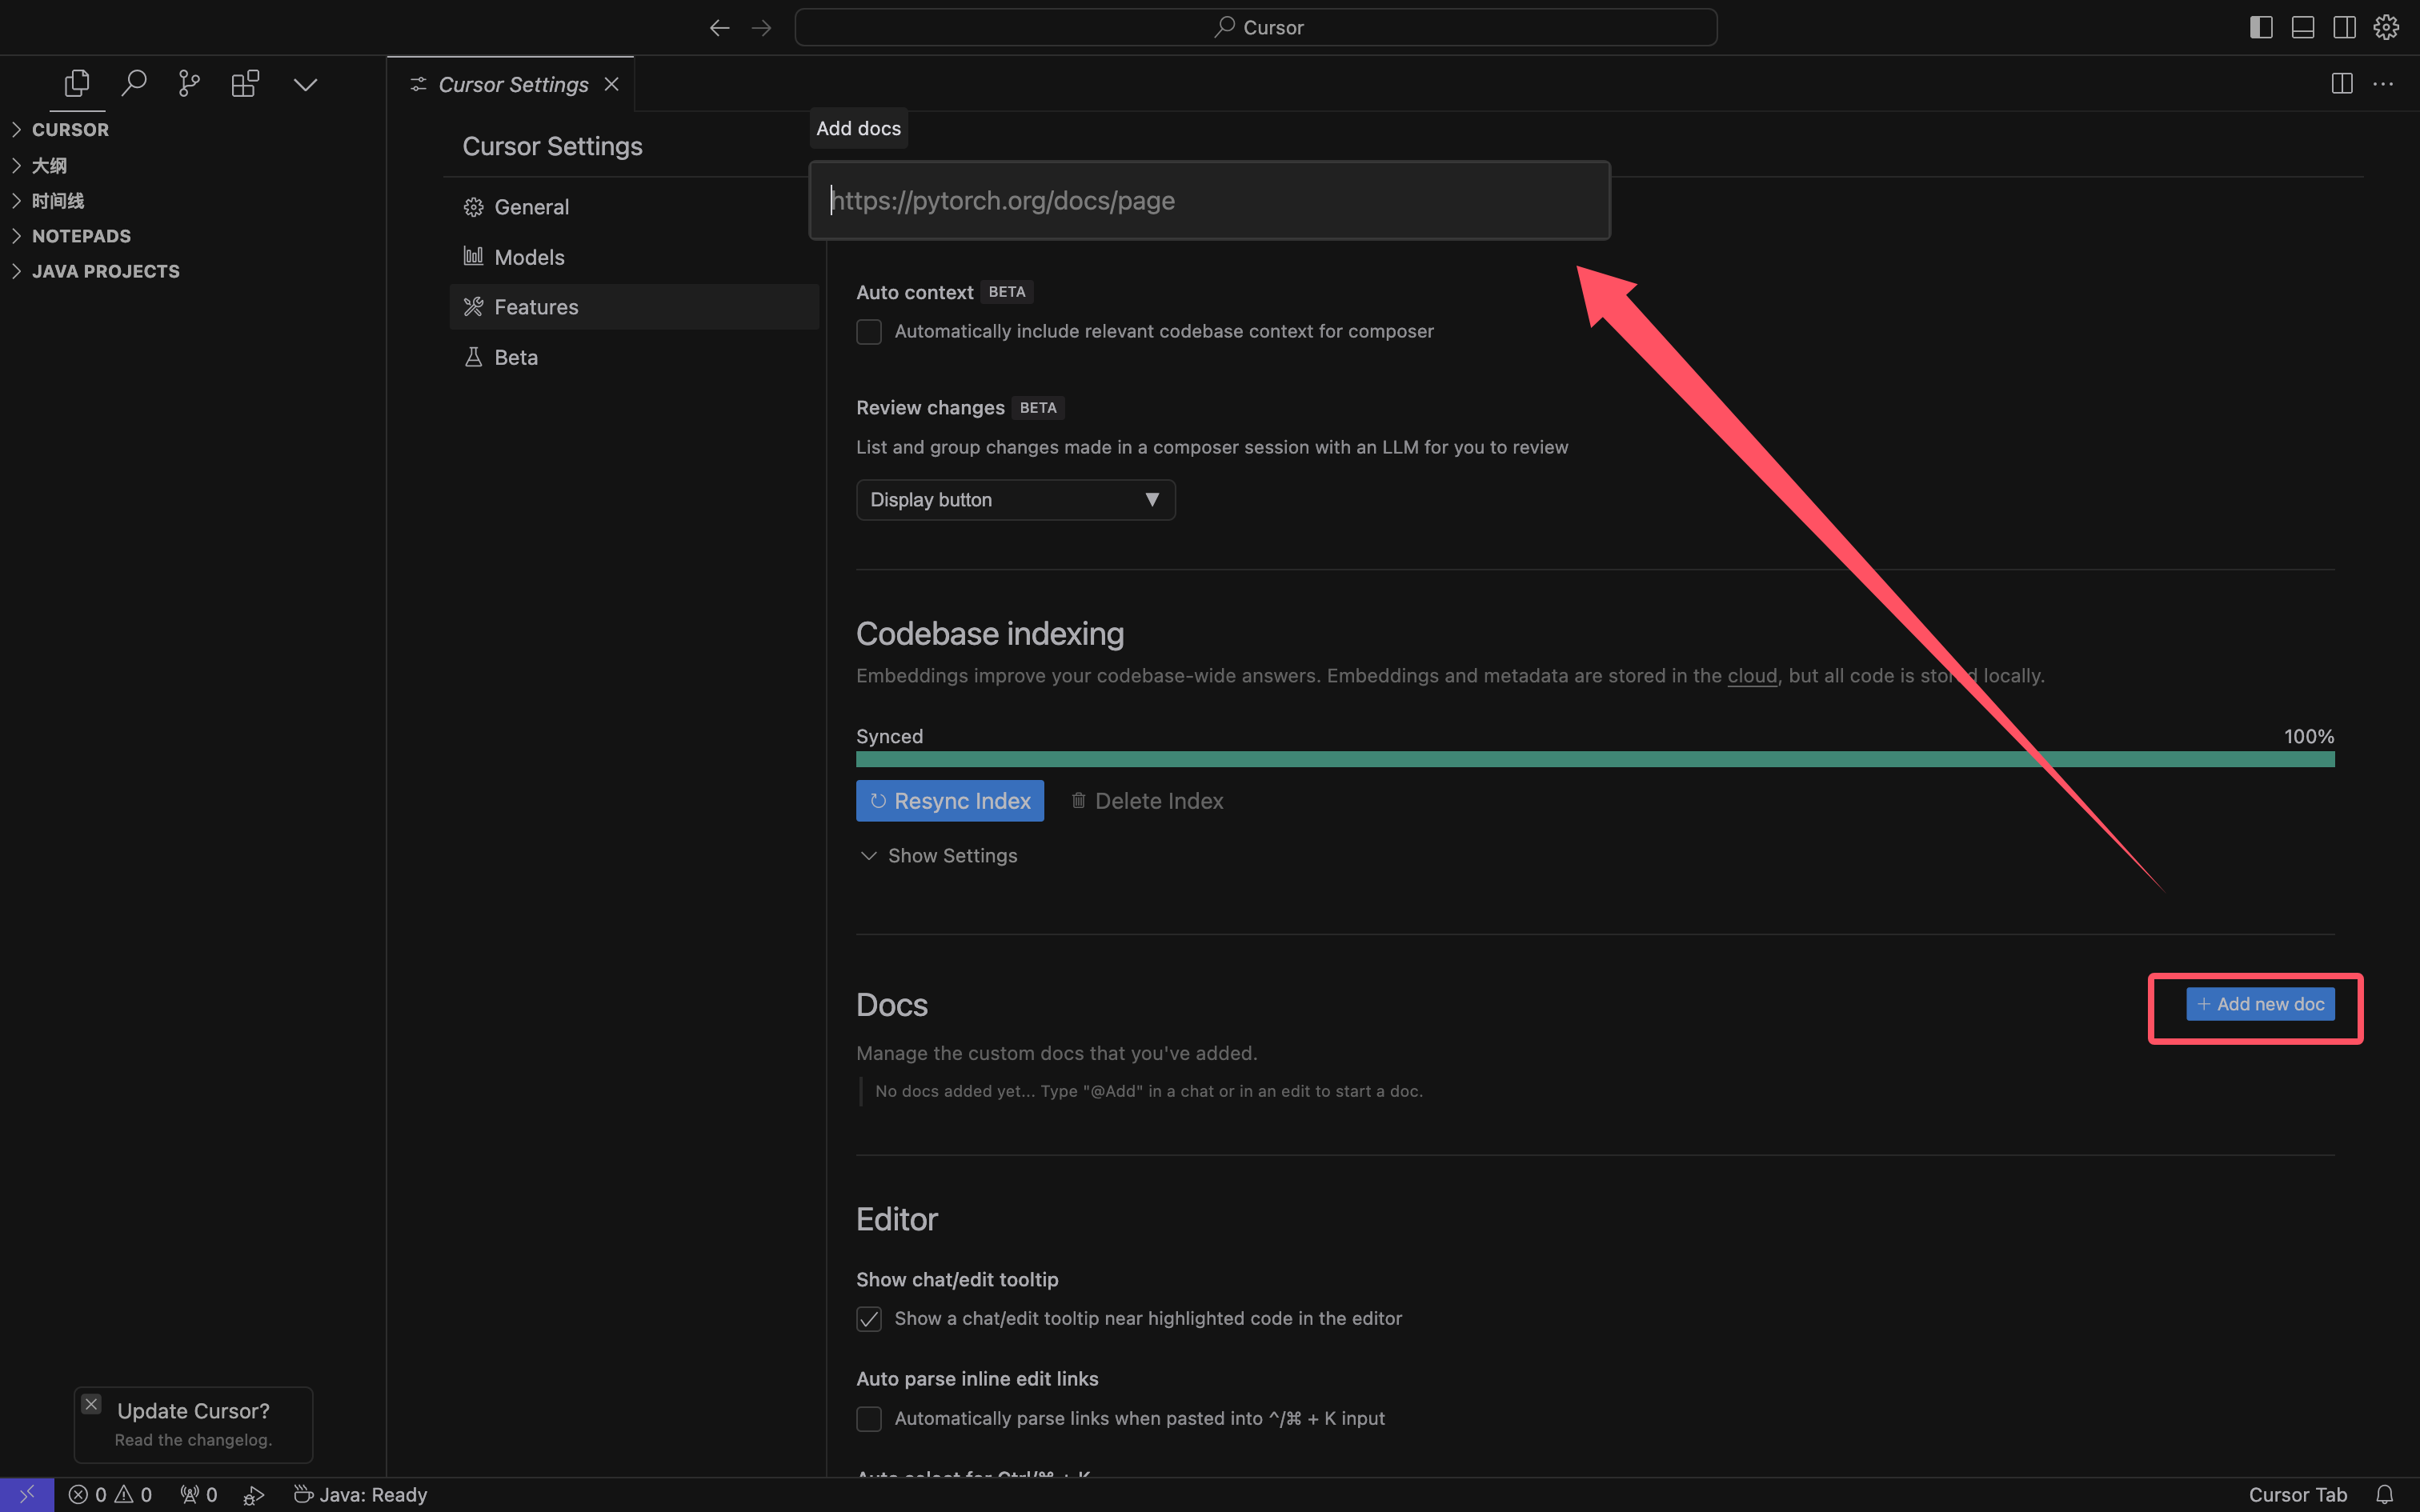 Cursor
Cursor Settings
CURSOR
大纲
时间线
NOTEPADS
JAVA PROJECTS
Cursor Settings
General
Models
Features
Beta
Add docs
https://pytorch.org/docs/page
Auto context BETA
Automatically include relevant codebase context for composer
Review changes BETA
List and group changes made in a composer session with an LLM for you to review
Display button
Codebase indexing
Embeddings improve your codebase-wide answers. Embeddings and metadata are stored in the cloud, but all code is stored locally.
Synced 100%
Resync Index Delete Index
Show Settings
Docs + Add new doc
Manage the custom docs that you've added.
No docs added yet... Type "@Add" in a chat or in an edit to start a doc.
Editor
Show chat/edit tooltip
Show a chat/edit tooltip near highlighted code in the editor
Auto parse inline edit links
Automatically parse links when pasted into ^/⌘ + K input
Auto select for Ctrl/⌘ + K
Update Cursor?
Read the changelog.
0 0 0 Java: Ready Cursor Tab